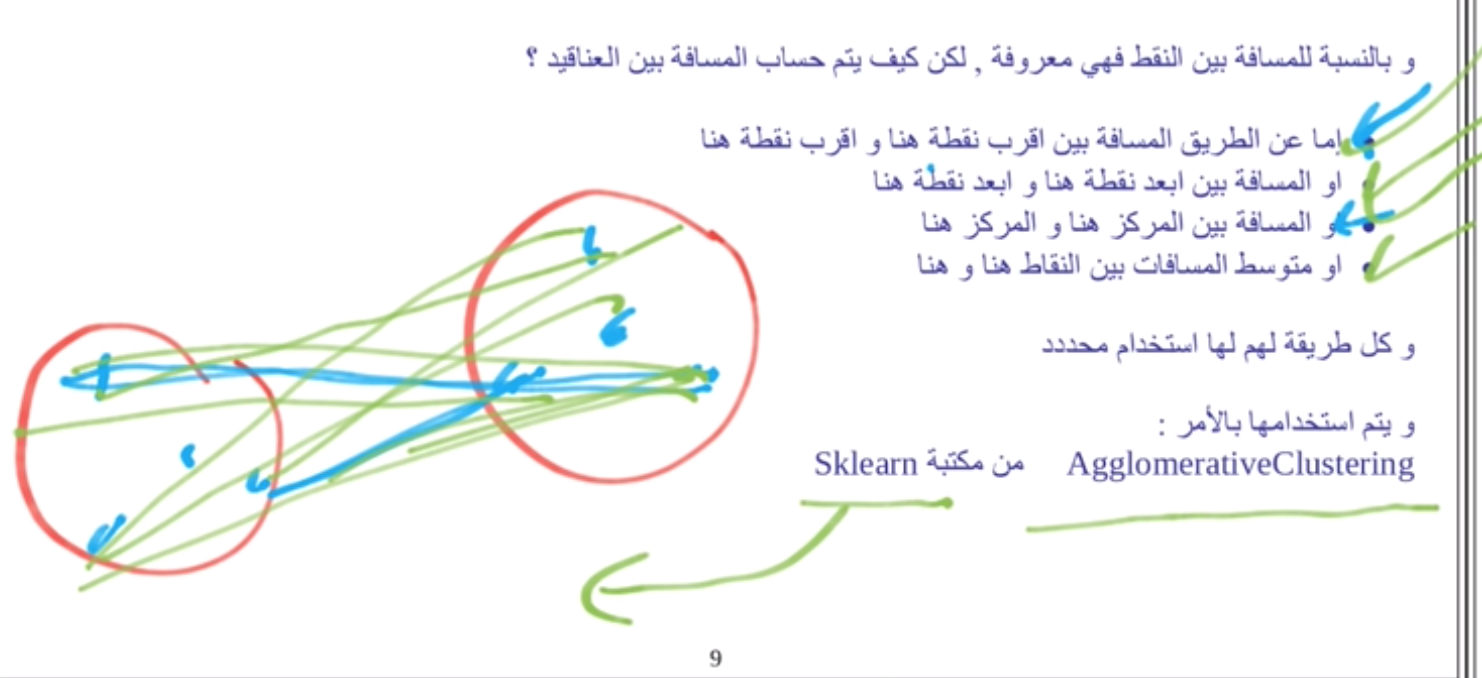 و بالنسبة للمسافة بين النقط فهي معروفة , لكن كيف يتم حساب المسافة بين العناقيد ؟
إما عن الطريق المسافة بين اقرب نقطة هنا و اقرب نقطة هنا
او المسافة بين ابعد نقطة هنا و ابعد نقطة هنا
او المسافة بين المركز هنا و المركز هنا
او متوسط المسافات بين النقاط هنا و هنا
و كل طريقة لهم لها استخدام محددد
و يتم استخدامها بالأمر :
AgglomerativeClustering من مكتبة Sklearn
9